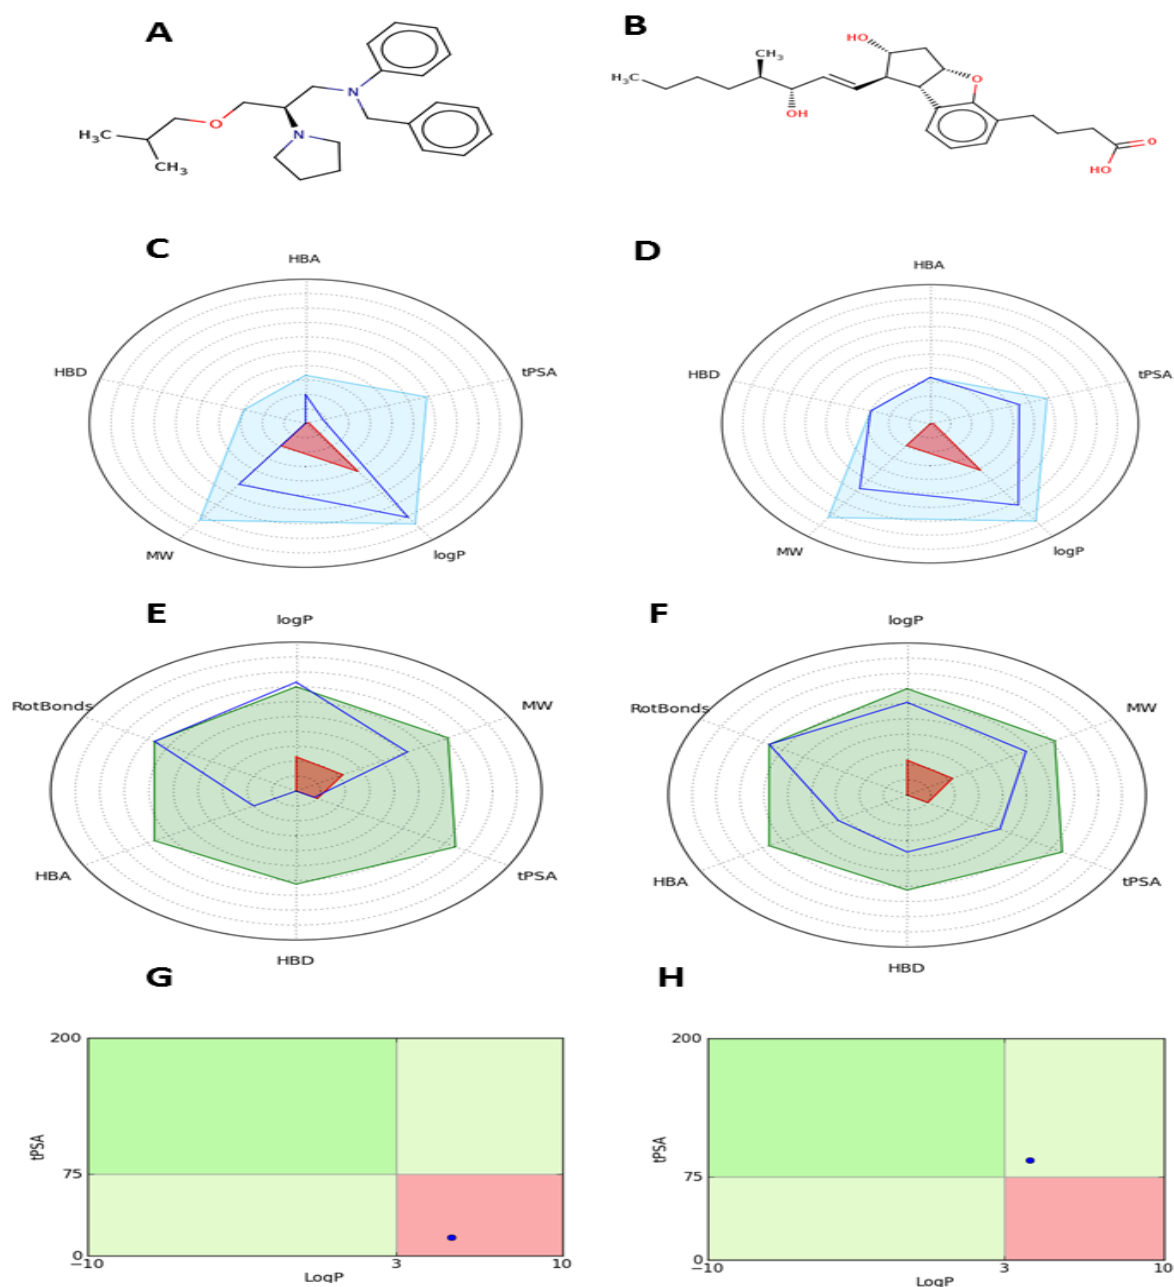 A
B
H₃C
CH₃
O
N
N
H₃C
CH₃
HO
OH
O
O
HO
C
D
HBA
HBD
tPSA
MW
logP
HBA
HBD
tPSA
MW
logP
E
F
logP
RotBonds
MW
HBA
tPSA
HBD
logP
RotBonds
MW
HBA
tPSA
HBD
G
H
200
75
0
tPSA
−10
3
10
LogP
200
75
0
tPSA
−10
3
10
LogP